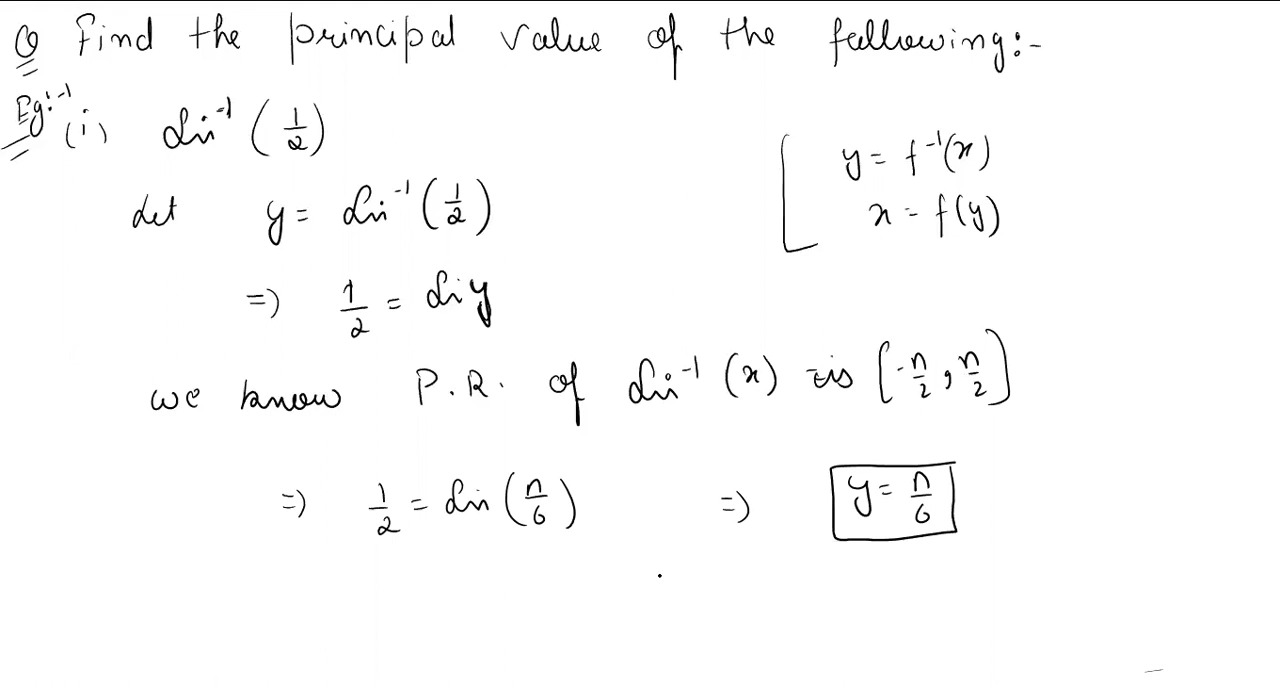 Q Find the principal value of the following:-
Eg:-1 (i) sin⁻¹(1/2)
y = f⁻¹(x)
x = f(y)
Let y = sin⁻¹(1/2)
=> 1/2 = sin y
we know P.R. of sin⁻¹(x) is [-π/2, π/2]
=> 1/2 = sin(π/6) => y = π/6